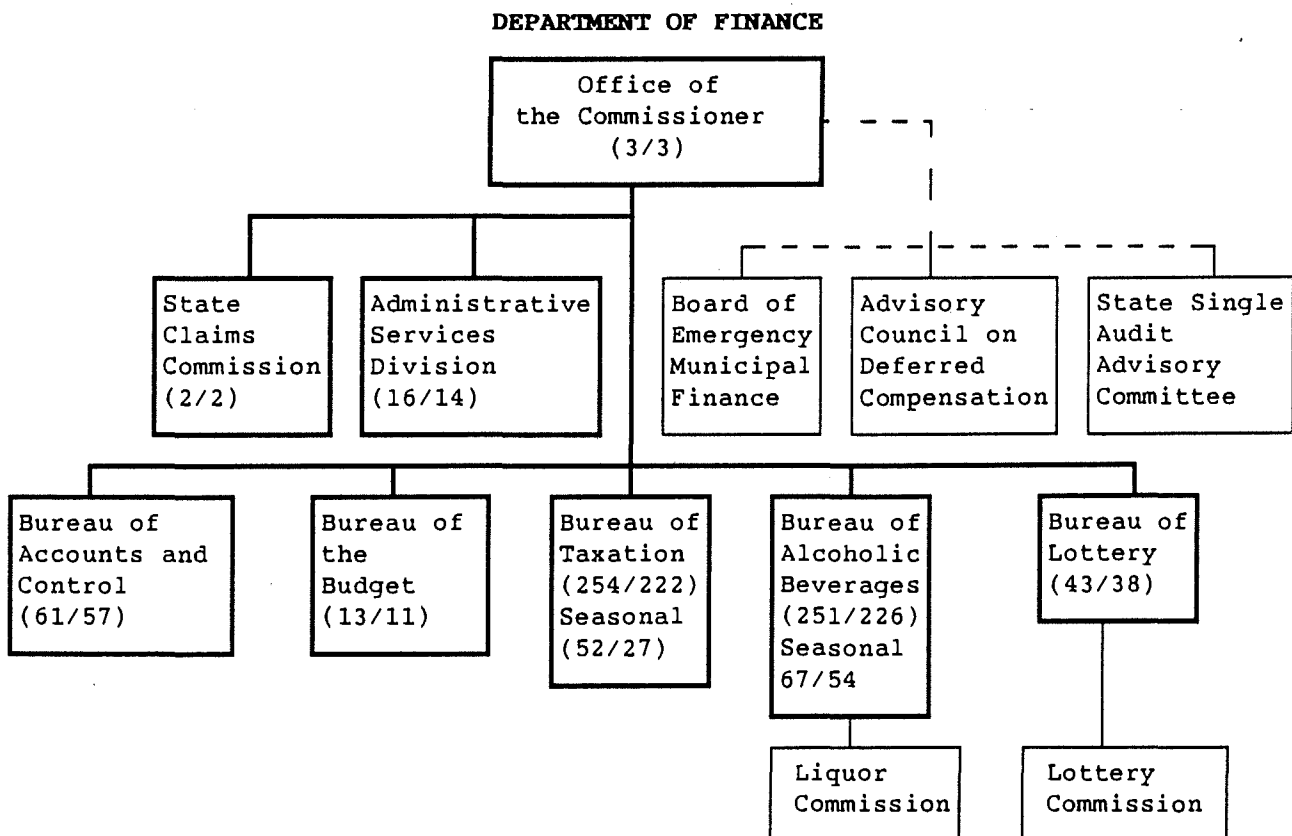 DEPARTMENT OF FINANCE
Office of
the Commissioner
(3/3)
State
Claims
Commission
(2/2)
Administrative
Services
Division
(16/14)
Board of
Emergency
Municipal
Finance
Advisory
Council on
Deferred
Compensation
State Single
Audit
Advisory
Committee
Bureau of
Accounts and
Control
(61/57)
Bureau of
the
Budget
(13/11)
Bureau of
Taxation
(254/222)
Seasonal
(52/27)
Bureau of
Alcoholic
Beverages
(251/226)
Seasonal
67/54
Bureau of
Lottery
(43/38)
Liquor
Commission
Lottery
Commission